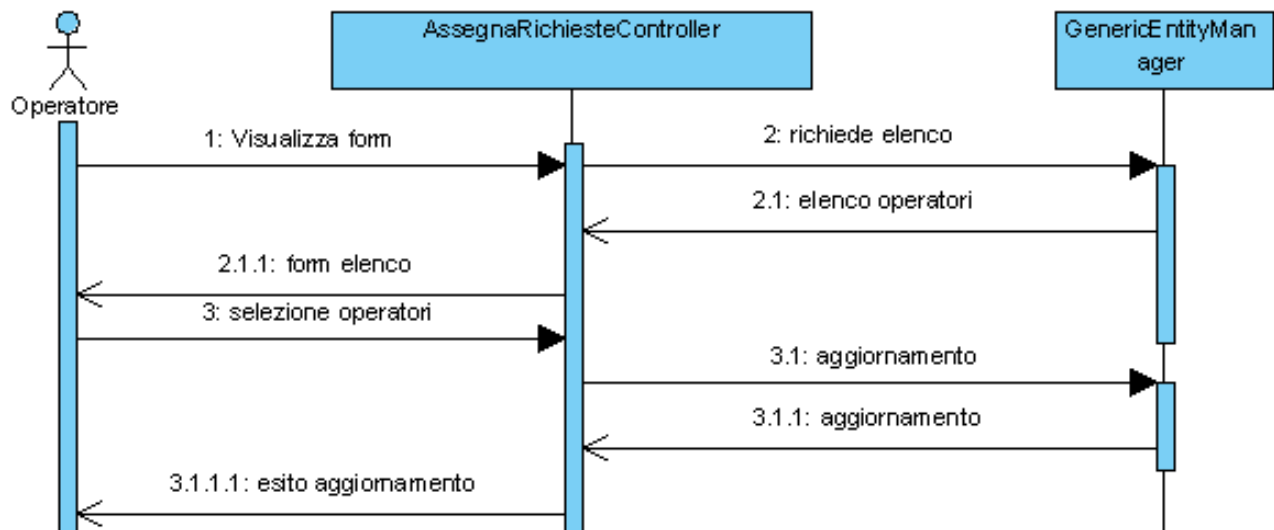 AssegnaRichiesteController
GenericEntityMan
ager
Operatore
1: Visualizza form
2: richiede elenco
2.1: elenco operatori
2.1.1: form elenco
3: selezione operatori
3.1: aggiornamento
3.1.1: aggiornamento
3.1.1.1: esito aggiornamento